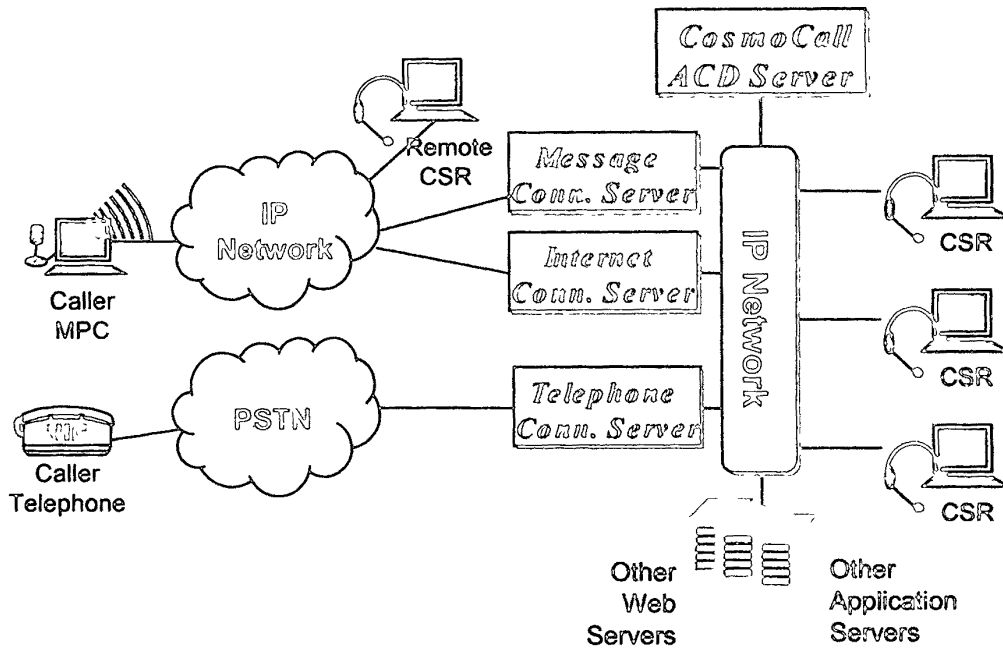 CosmoCall
ACD Server
Remote
CSR
Message
Conn. Server
IP
Network
Internet
Conn. Server
IP Network
CSR
Caller
MPC
CSR
PSTN
Telephone
Conn. Server
Caller
Telephone
CSR
Other
Web
Servers
Other
Application
Servers